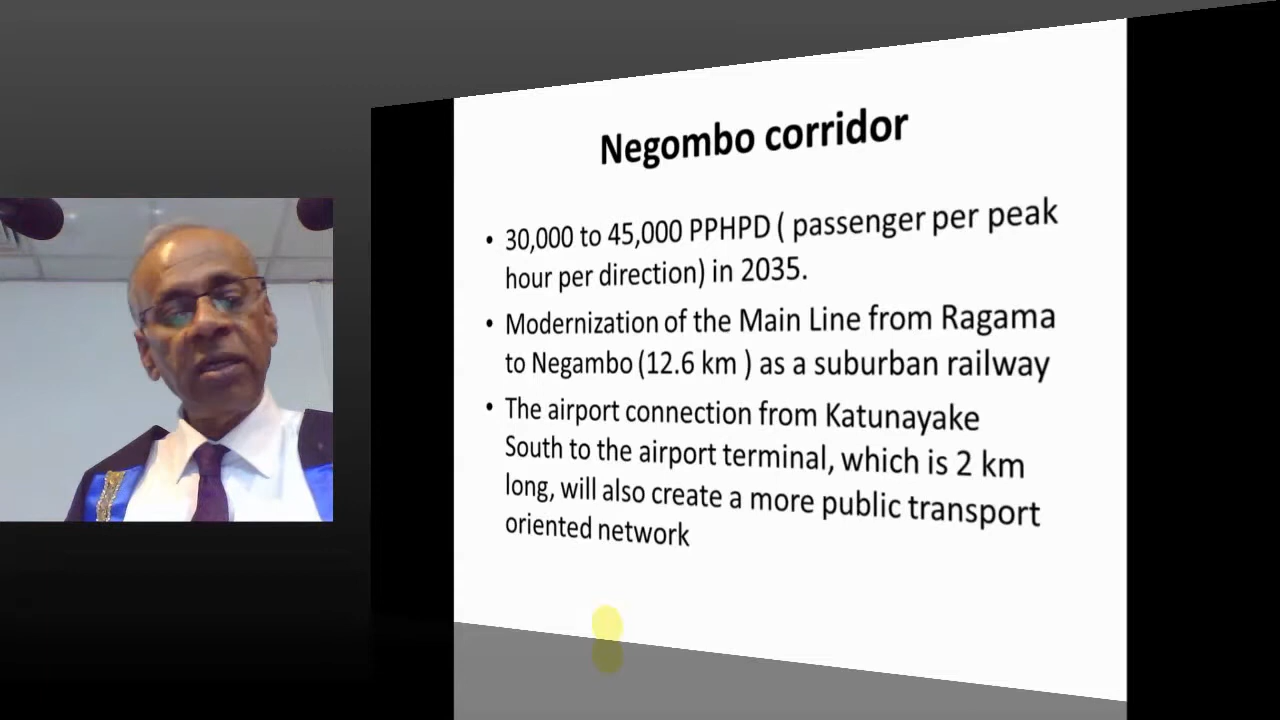 Negombo corridor
• 30,000 to 45,000 PPHPD ( passenger per peak
hour per direction) in 2035.
• Modernization of the Main Line from Ragama
to Negambo (12.6 km ) as a suburban railway
• The airport connection from Katunayake
South to the airport terminal, which is 2 km
long, will also create a more public transport
oriented network